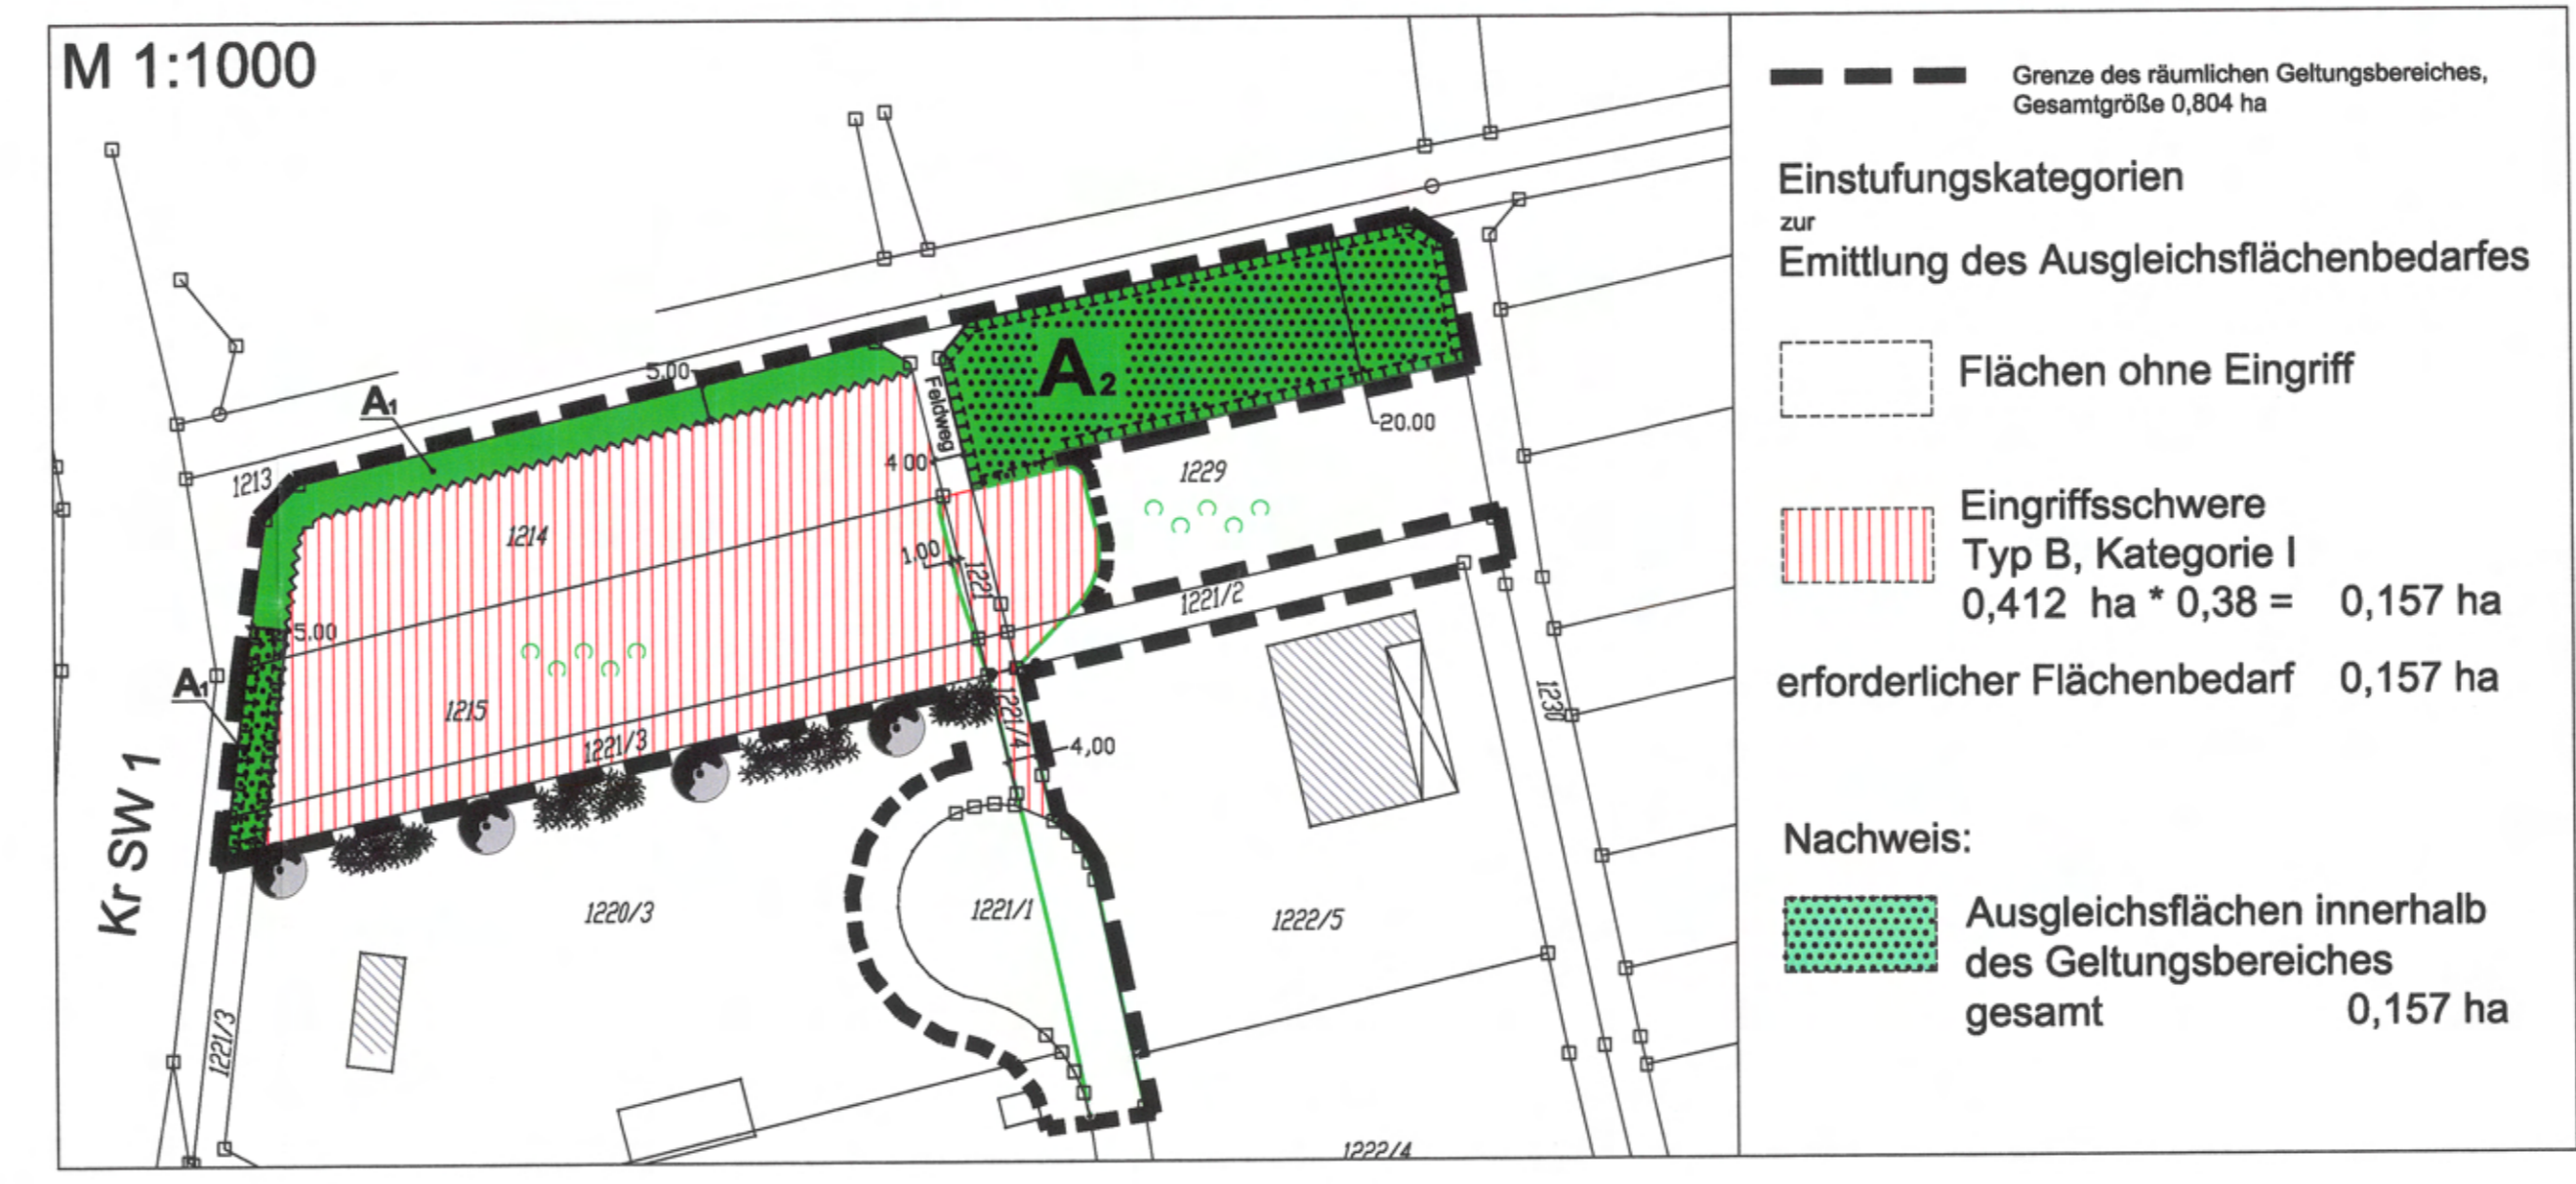 M 1:1000
A1
5.00
1213
1214
Feldweg
4.00
A2
20.00
1229
1.00
1221
1221/2
5.00
A1
1215
1221/3
1221/4
4,00
1230
Kr SW 1
1220/3
1221/1
1222/5
1221/3
1222/4
Grenze des räumlichen Geltungsbereiches,
Gesamtgröße 0,804 ha
Einstufungskategorien
zur
Emittlung des Ausgleichsflächenbedarfes
Flächen ohne Eingriff
Eingriffsschwere
Typ B, Kategorie I
0,412 ha * 0,38 = 0,157 ha
erforderlicher Flächenbedarf 0,157 ha
Nachweis:
Ausgleichsflächen innerhalb
des Geltungsbereiches
gesamt 0,157 ha